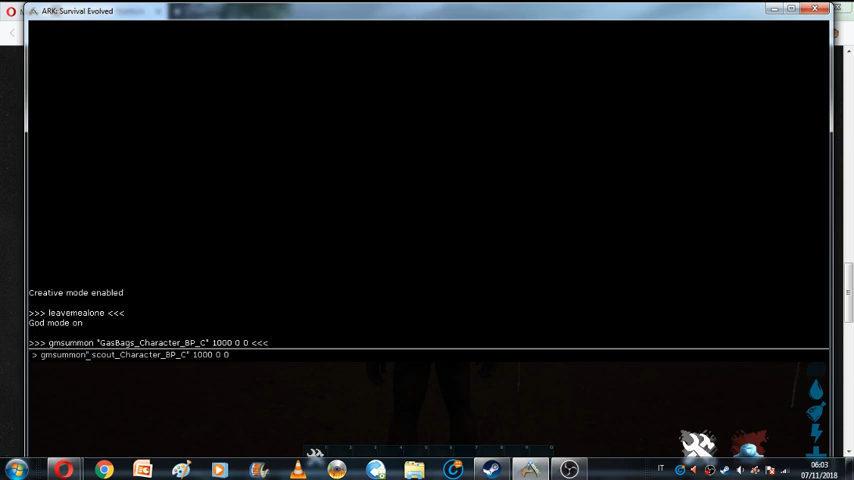 ARK: Survival Evolved
Creative mode enabled
>>> leavemealone <<<
God mode on
>>> gmsummon "GasBags_Character_BP_C" 1000 0 0 <<<
> gmsummon"_scout_Character_BP_C" 1000 0 0
IT
06:03
07/11/2018